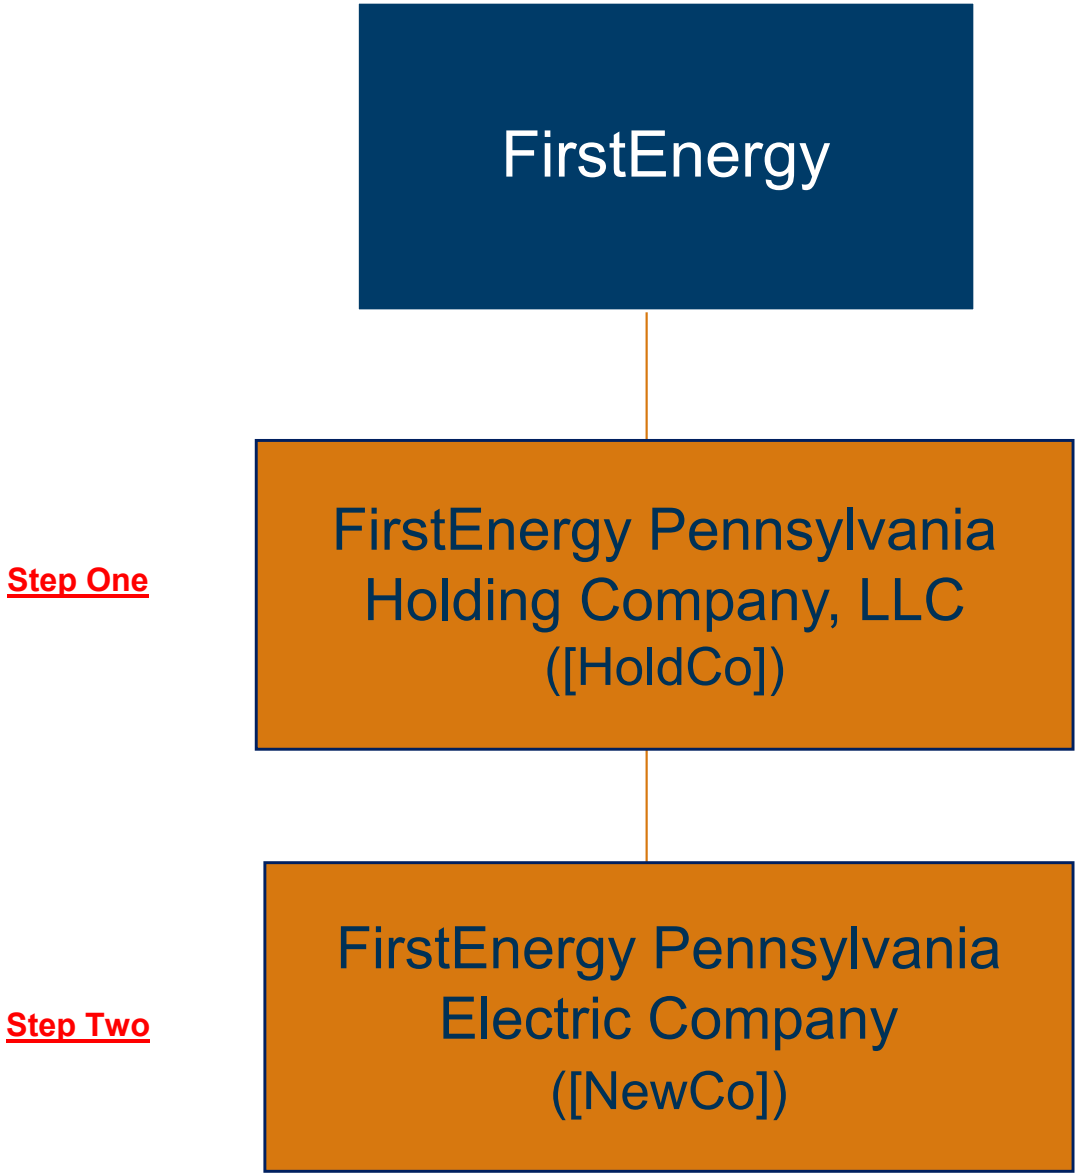 FirstEnergy
Step One
FirstEnergy Pennsylvania
Holding Company, LLC
([HoldCo])
Step Two
FirstEnergy Pennsylvania
Electric Company
([NewCo])